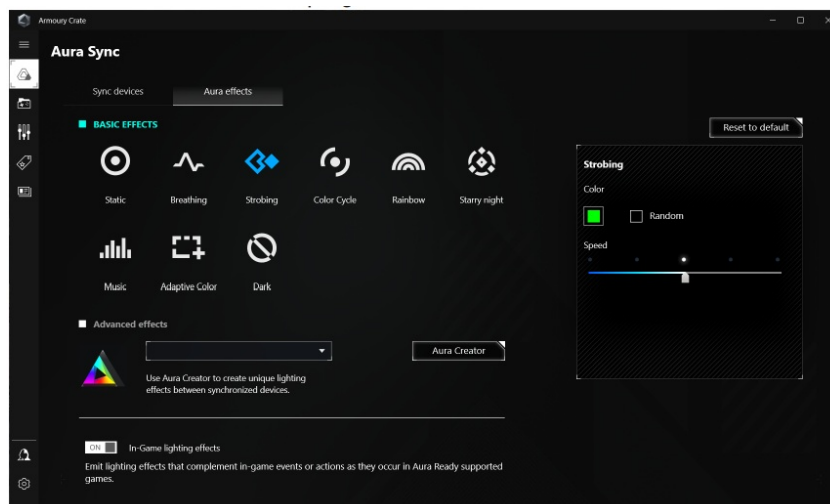 Armoury Crate
Aura Sync
Sync devices
Aura effects
BASIC EFFECTS
Reset to default
Static
Breathing
Strobing
Color Cycle
Rainbow
Starry night
Music
Adaptive Color
Dark
Strobing
Color
Random
Speed
Advanced effects
Aura Creator
Use Aura Creator to create unique lighting
effects between synchronized devices.
ON
In-Game lighting effects
Emit lighting effects that complement in-game events or actions as they occur in Aura Ready supported
games.